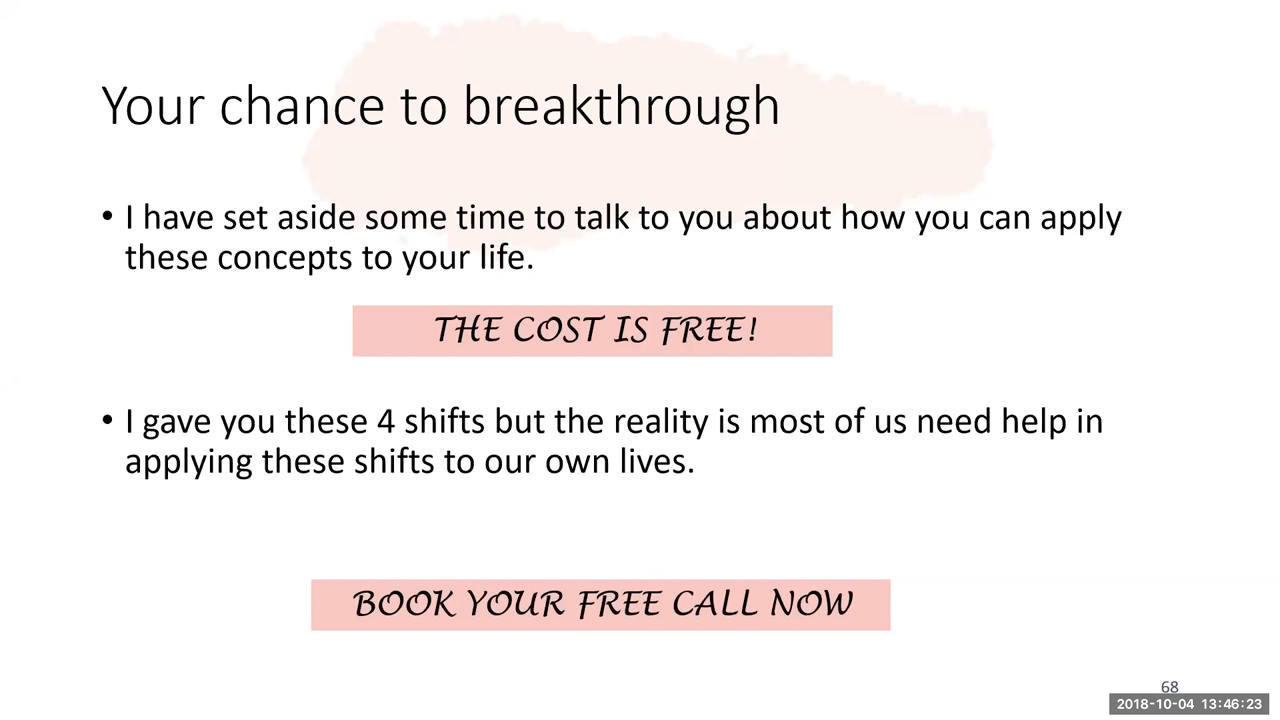 Your chance to breakthrough
• I have set aside some time to talk to you about how you can apply
these concepts to your life.
THE COST IS FREE!
• I gave you these 4 shifts but the reality is most of us need help in
applying these shifts to our own lives.
BOOK YOUR FREE CALL NOW
68
2018-10-04 13:46:23